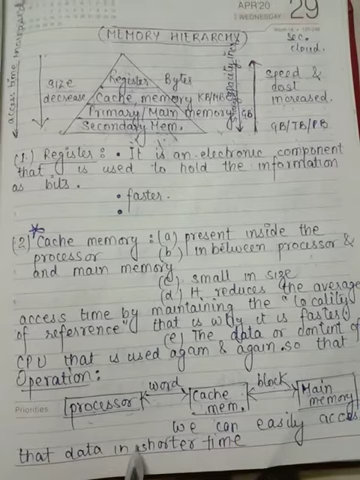 APR 20
WEDNESDAY 29
(MEMORY HIERARCHY)
sec.
cloud.
access time increased
size
decrease
Register Bytes
Cache memory KB/MB
Primary/Main memory GB
Secondary Mem.
speed &
cost
increased.
GB/TB/PB
(1) Register: • It is an electronic component
that is used to hold the information
as bits.
• faster.
•
(2) Cache memory: (a) present inside the
processor (b) in between processor &
and main memory
(c) small in size
(d) It reduces the average
access time by maintaining the "locality
of reference" that is why it is faster
(e) The data or content of
CPU that is used again & again so that
Operation:
word block
processor Cache mem. Main memory
Priorities
we can easily access
that data in shorter time